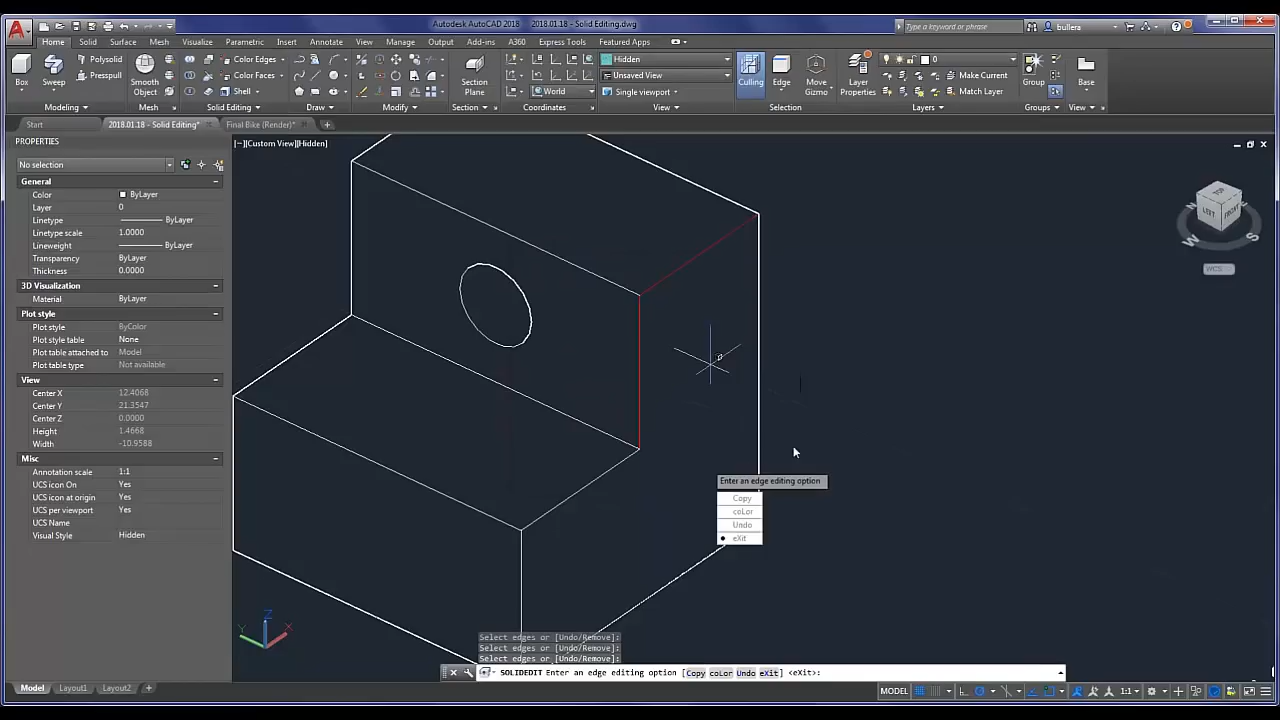 Autodesk AutoCAD 2018 2018.01.18 - Solid Editing.dwg
Type a keyword or phrase
bullera
Home Solid Surface Mesh Visualize Parametric Insert Annotate View Manage Output Add-ins A360 Express Tools Featured Apps
Box
Sweep
Polysolid
Presspull
Smooth Object
Color Edges
Color Faces
Shell
Section Plane
World
Hidden
Unsaved View
Single viewport
Culling
Edge
Move Gizmo
Layer Properties
0
Make Current
Match Layer
Group
Base
Modeling
Mesh
Solid Editing
Draw
Modify
Section
Coordinates
View
Selection
Layers
Groups
View
Start
2018.01.18 - Solid Editing*
Final Bike (Render)*
PROPERTIES
No selection
General
Color ByLayer
Layer 0
Linetype ByLayer
Linetype scale 1.0000
Lineweight ByLayer
Transparency ByLayer
Thickness 0.0000
3D Visualization
Material ByLayer
Plot style
Plot style ByColor
Plot style table None
Plot table attached to Model
Plot table type Not available
View
Center X 12.4068
Center Y 21.3547
Center Z 0.0000
Height 1.4668
Width -10.9588
Misc
Annotation scale 1:1
UCS icon On Yes
UCS icon at origin Yes
UCS per viewport Yes
UCS Name
Visual Style Hidden
[−][Custom View][Hidden]
TOP
LEFT
FRONT
W
S
WCS
Enter an edge editing option
Copy
coLor
Undo
eXit
Z
Y
X
Select edges or [Undo/Remove]:
Select edges or [Undo/Remove]:
Select edges or [Undo/Remove]:
SOLIDEDIT Enter an edge editing option [Copy coLor Undo eXit] <eXit>:
Model Layout1 Layout2 +
MODEL
1:1